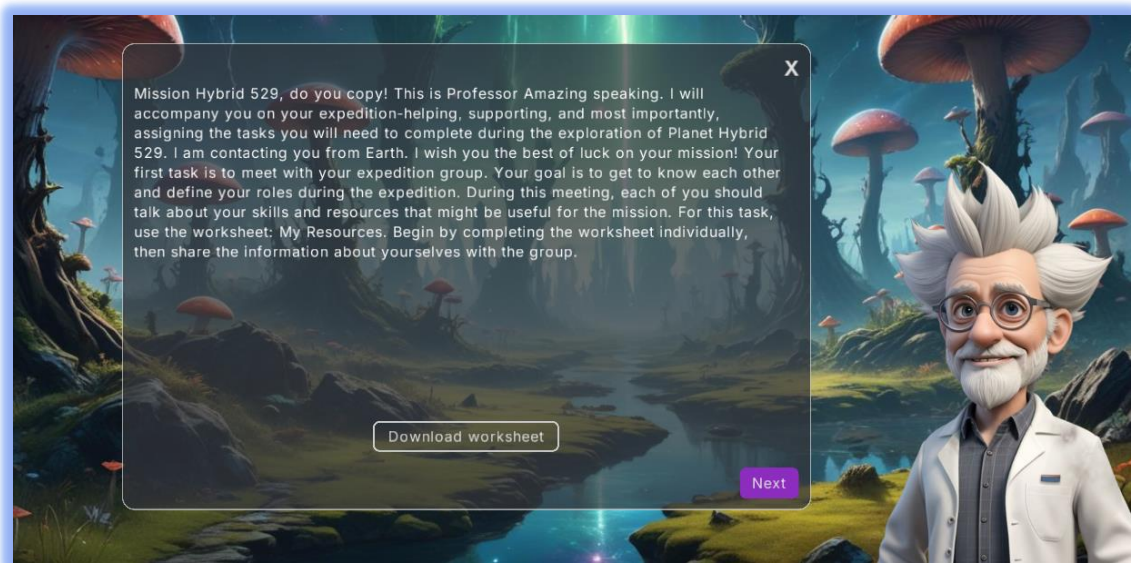 X
Mission Hybrid 529, do you copy! This is Professor Amazing speaking. I will
accompany you on your expedition-helping, supporting, and most importantly,
assigning the tasks you will need to complete during the exploration of Planet Hybrid
529. I am contacting you from Earth. I wish you the best of luck on your mission! Your
first task is to meet with your expedition group. Your goal is to get to know each other
and define your roles during the expedition. During this meeting, each of you should
talk about your skills and resources that might be useful for the mission. For this task,
use the worksheet: My Resources. Begin by completing the worksheet individually,
then share the information about yourselves with the group.
Download worksheet
Next